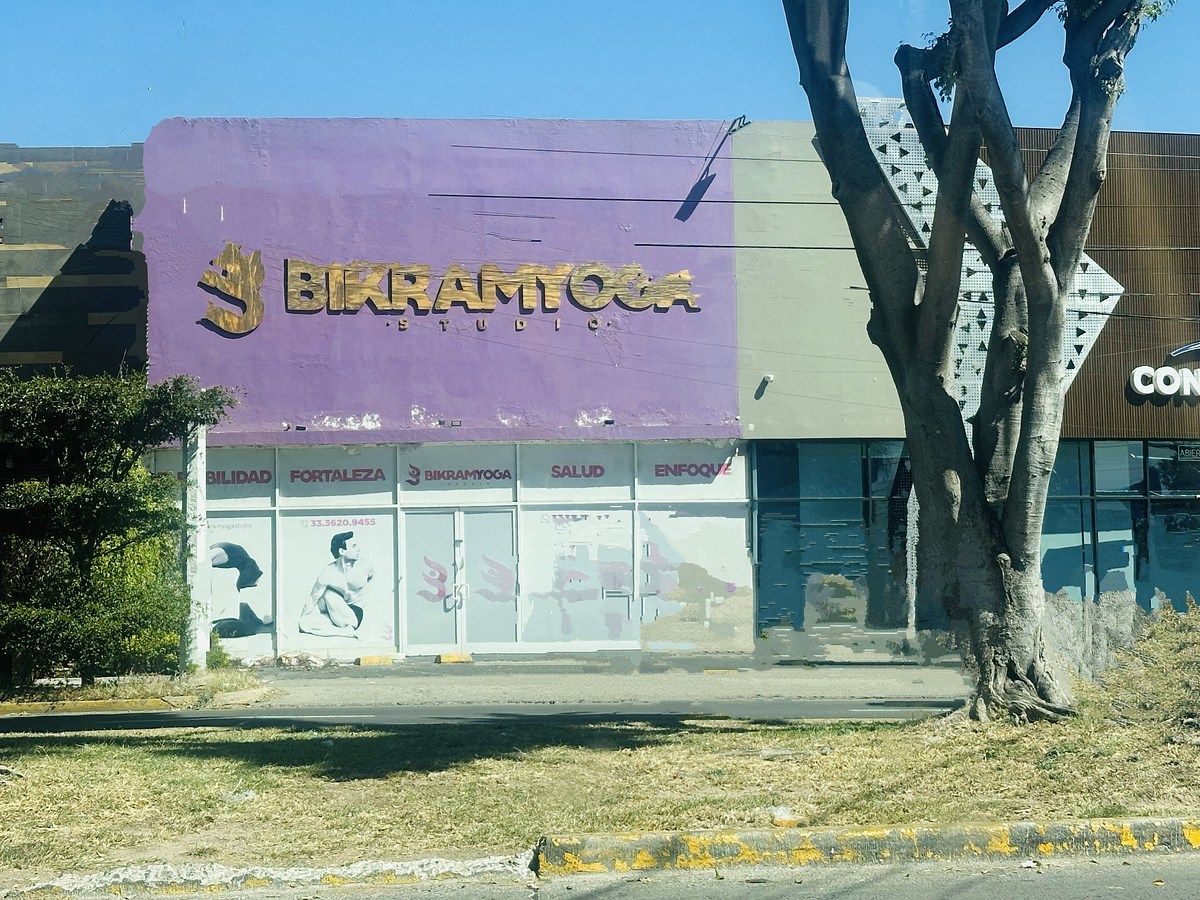 BIKRAMYOGA
STUDIO
BILIDAD
FORTALEZA
BIKRAMYOGA
SALUD
ENFOQUE
33.3620.9455
CON